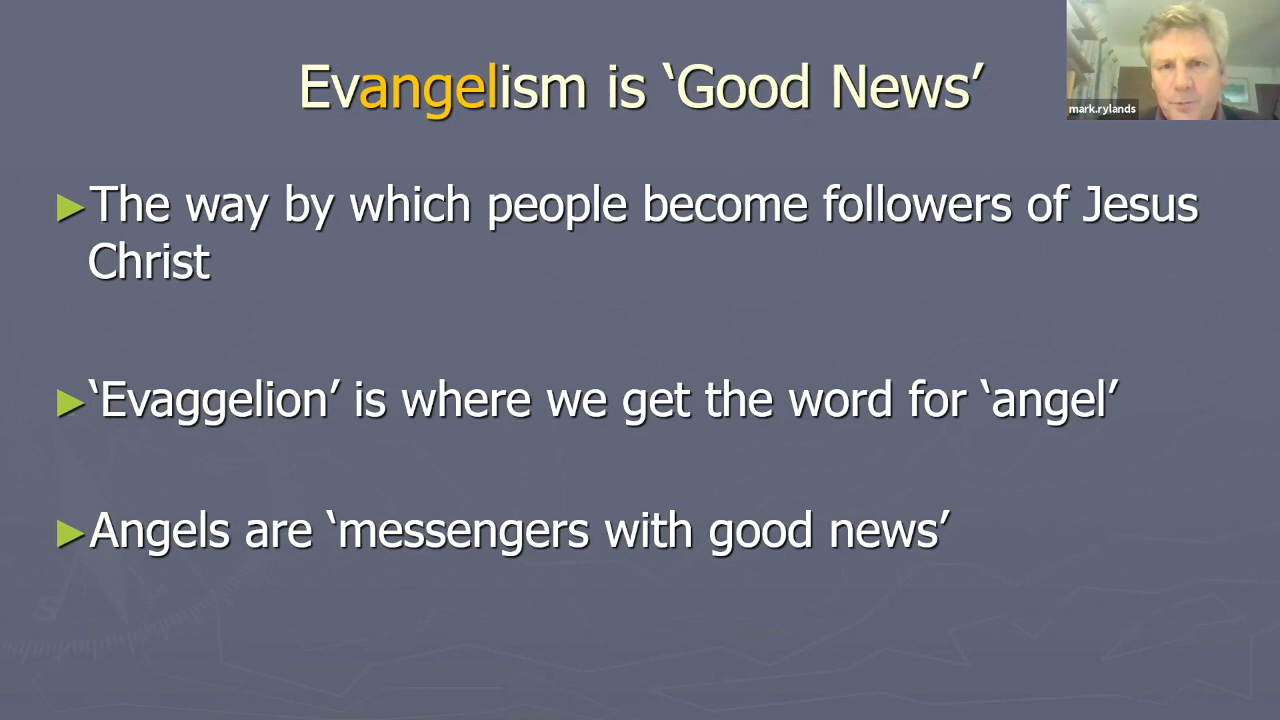 Evangelism is ‘Good News’
mark.rylands
►The way by which people become followers of Jesus
Christ
►‘Evaggelion’ is where we get the word for ‘angel’
►Angels are ‘messengers with good news’
S